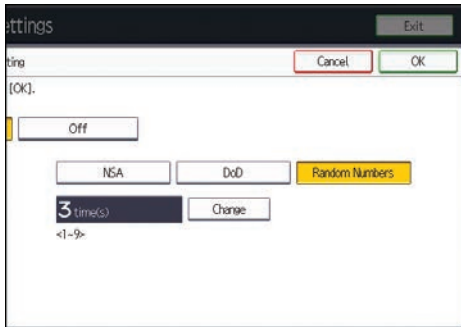 ettings Exit
ting Cancel OK
[OK].
Off
NSA DoD Random Numbers
3 time(s) Change
<1-9>